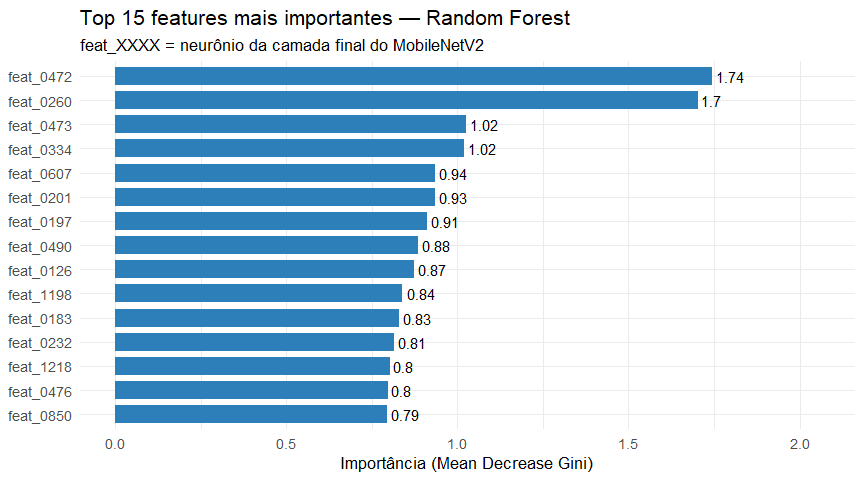 Top 15 features mais importantes — Random Forest
feat_XXXX = neurônio da camada final do MobileNetV2
feat_0472 1.74
feat_0260 1.7
feat_0473 1.02
feat_0334 1.02
feat_0607 0.94
feat_0201 0.93
feat_0197 0.91
feat_0490 0.88
feat_0126 0.87
feat_1198 0.84
feat_0183 0.83
feat_0232 0.81
feat_1218 0.8
feat_0476 0.8
feat_0850 0.79
0.0 0.5 1.0 1.5 2.0
Importância (Mean Decrease Gini)